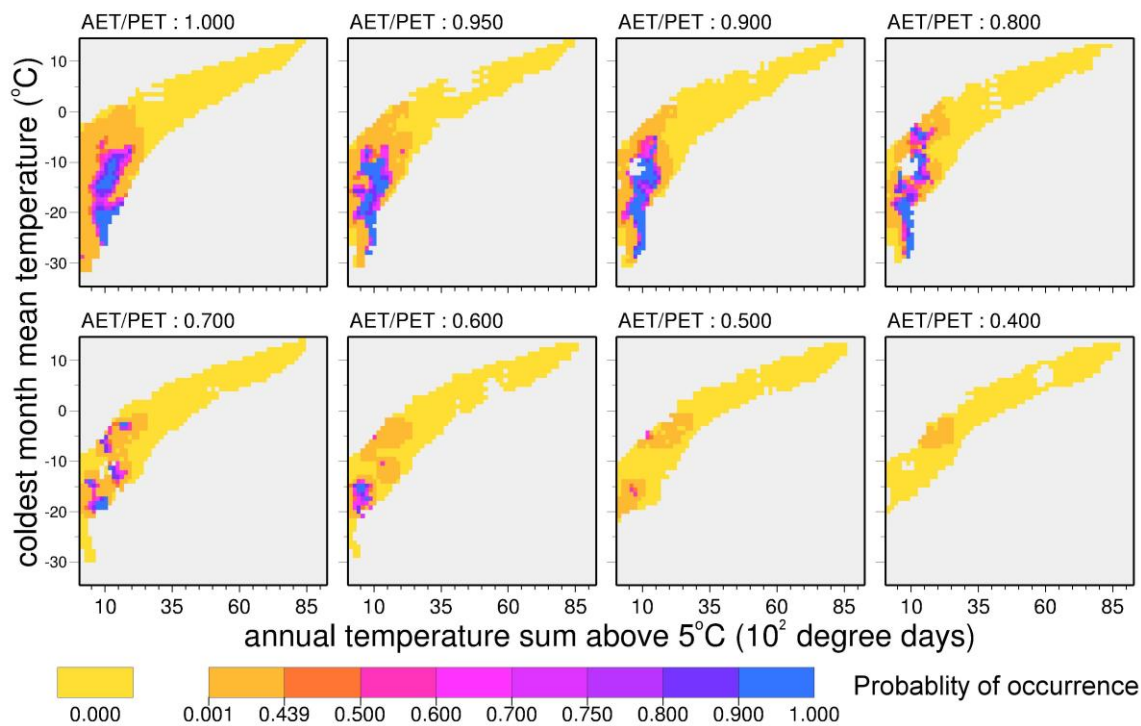 AET/PET : 1.000 AET/PET : 0.950 AET/PET : 0.900 AET/PET : 0.800
10
0
-10
-20
-30
AET/PET : 0.700 AET/PET : 0.600 AET/PET : 0.500 AET/PET : 0.400
10
0
-10
-20
-30
coldest month mean temperature (°C)
10 35 60 85 10 35 60 85 10 35 60 85 10 35 60 85
annual temperature sum above 5°C (10² degree days)
Probablity of occurrence
0.000 0.001 0.439 0.500 0.600 0.700 0.750 0.800 0.900 1.000